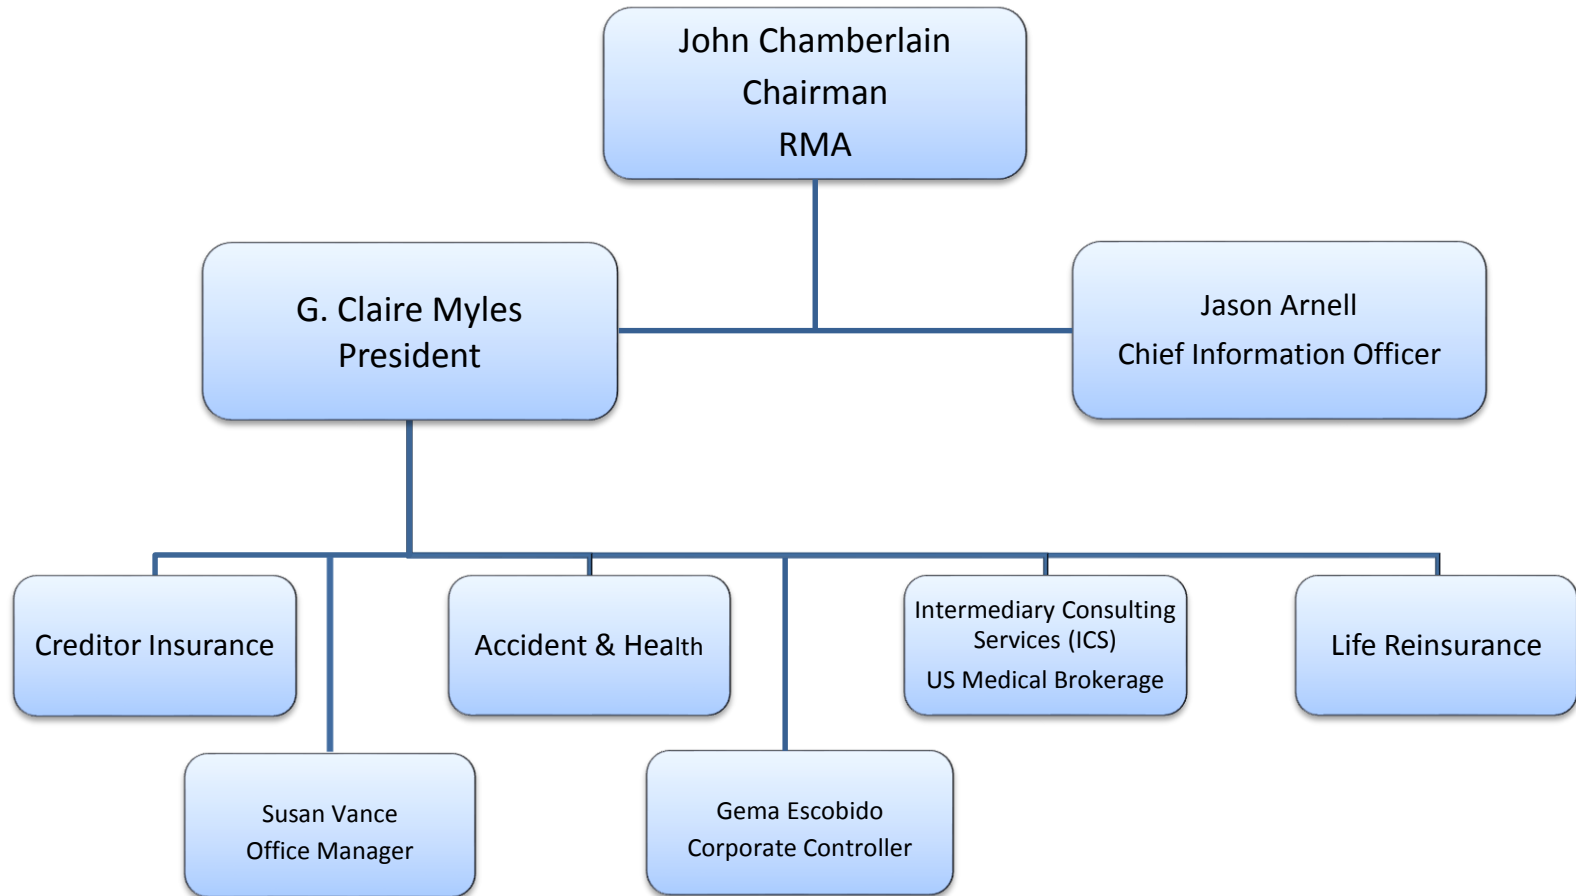 John Chamberlain
Chairman
RMA
G. Claire Myles
President
Jason Arnell
Chief Information Officer
Creditor Insurance
Accident & Health
Intermediary Consulting
Services (ICS)
US Medical Brokerage
Life Reinsurance
Susan Vance
Office Manager
Gema Escobido
Corporate Controller